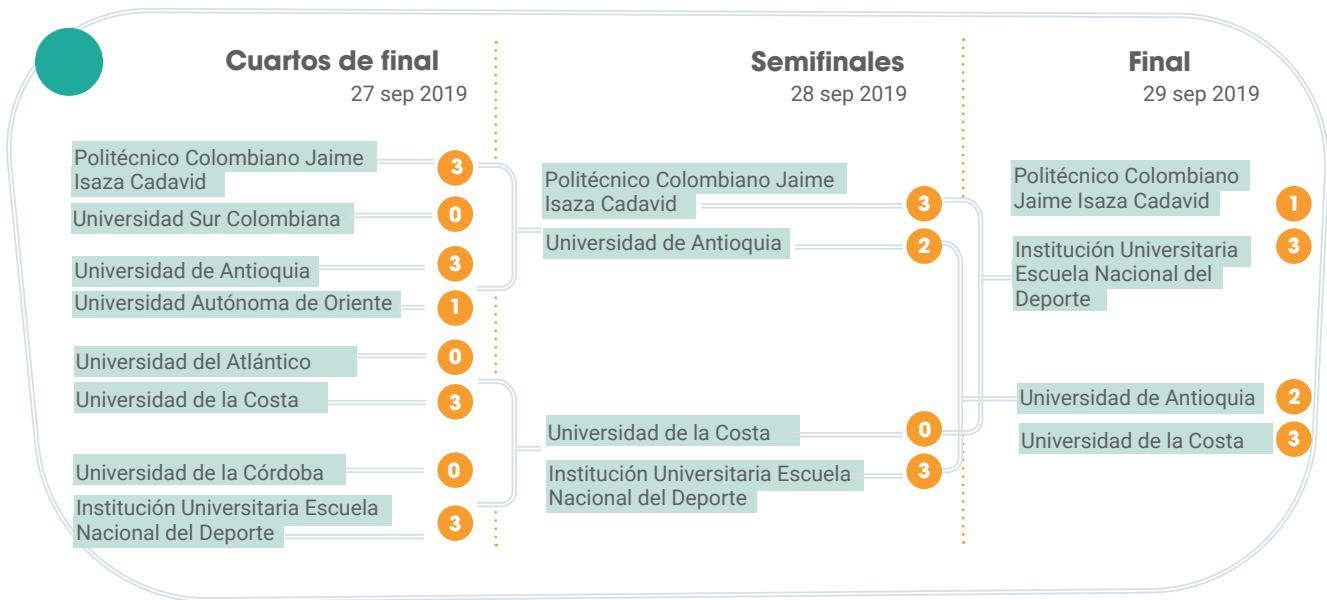 Cuartos de final
27 sep 2019
Politécnico Colombiano Jaime
Isaza Cadavid
3
Universidad Sur Colombiana
0
Universidad de Antioquia
3
Universidad Autónoma de Oriente
1
Universidad del Atlántico
0
Universidad de la Costa
3
Universidad de la Córdoba
0
Institución Universitaria Escuela
Nacional del Deporte
3
Semifinales
28 sep 2019
Politécnico Colombiano Jaime
Isaza Cadavid
3
Universidad de Antioquia
2
Universidad de la Costa
0
Institución Universitaria Escuela
Nacional del Deporte
3
Final
29 sep 2019
Politécnico Colombiano
Jaime Isaza Cadavid
1
Institución Universitaria
Escuela Nacional del
Deporte
3
Universidad de Antioquia
2
Universidad de la Costa
3